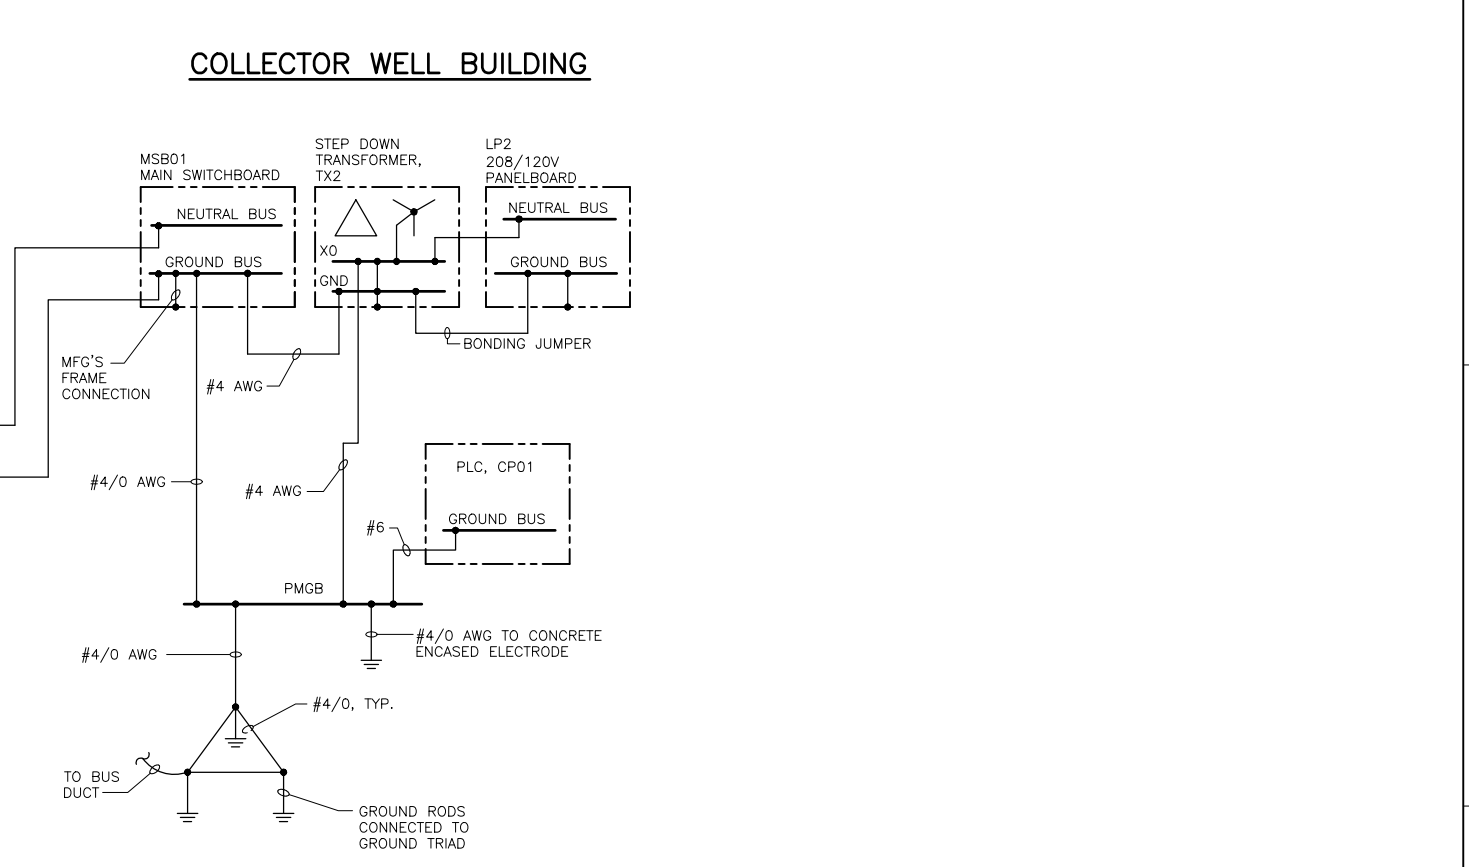 COLLECTOR WELL BUILDING
MSB01
MAIN SWITCHBOARD
STEP DOWN
TRANSFORMER,
TX2
LP2
208/120V
PANELBOARD
NEUTRAL BUS
GROUND BUS
X0
GND
NEUTRAL BUS
GROUND BUS
MFG'S
FRAME
CONNECTION
#4 AWG
BONDING JUMPER
#4/0 AWG
#4 AWG
PLC, CP01
GROUND BUS
#6
PMGB
#4/0 AWG
#4/0 AWG TO CONCRETE
ENCASED ELECTRODE
#4/0, TYP.
TO BUS
DUCT
GROUND RODS
CONNECTED TO
GROUND TRIAD